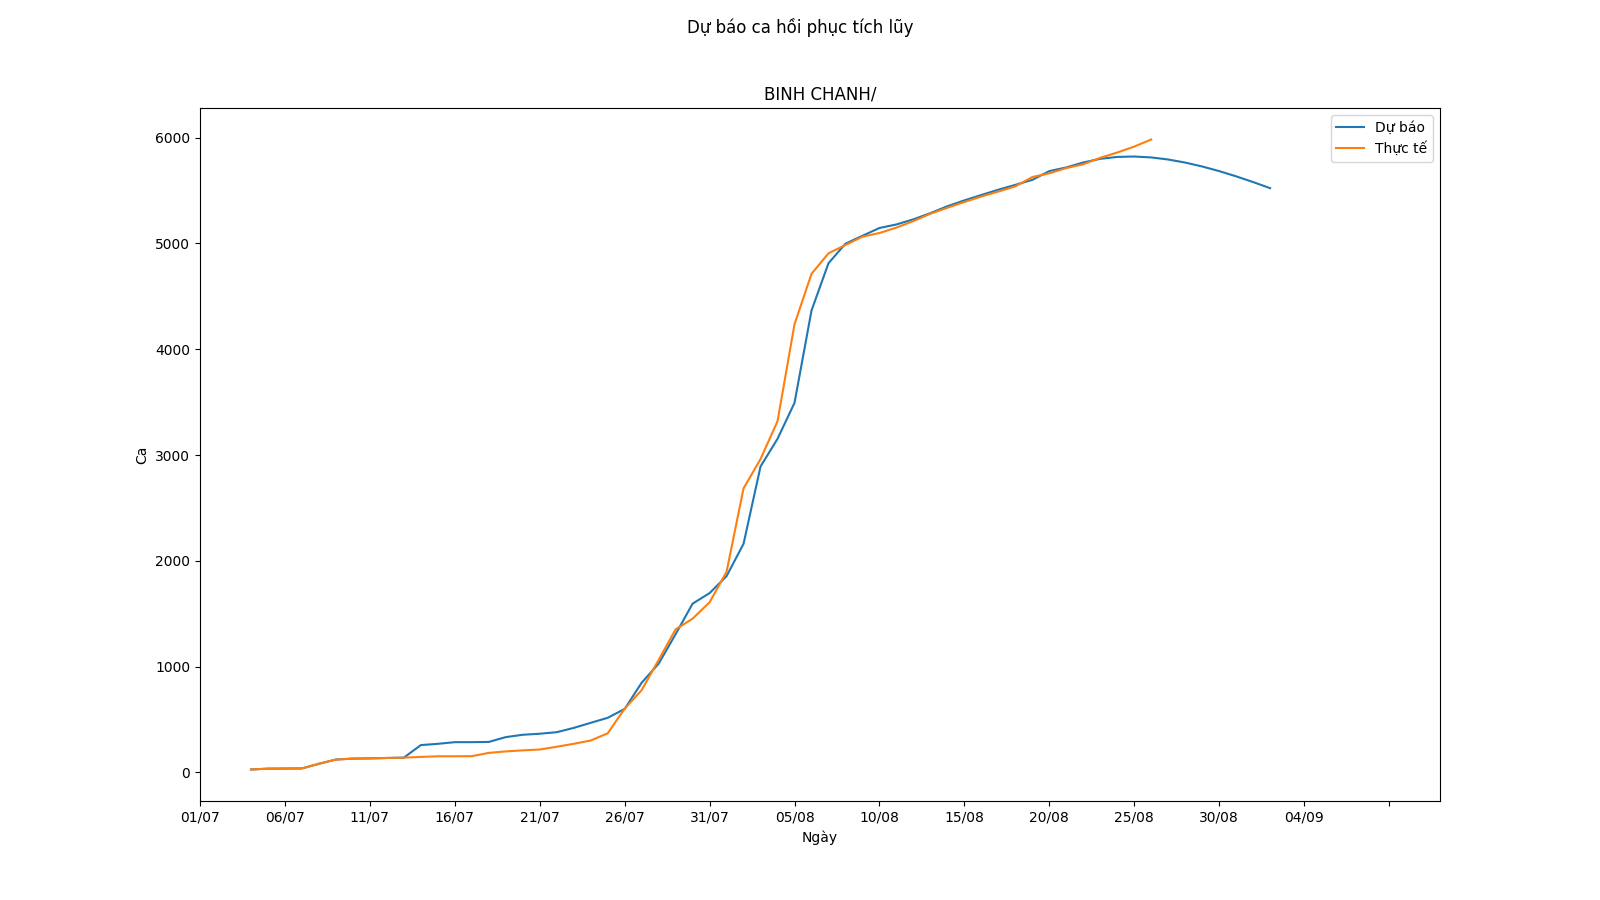 Dự báo ca hồi phục tích lũy
BINH CHANH/
Dự báo
Thực tế
6000
5000
4000
3000
2000
1000
0
Ca
01/07 06/07 11/07 16/07 21/07 26/07 31/07 05/08 10/08 15/08 20/08 25/08 30/08 04/09
Ngày